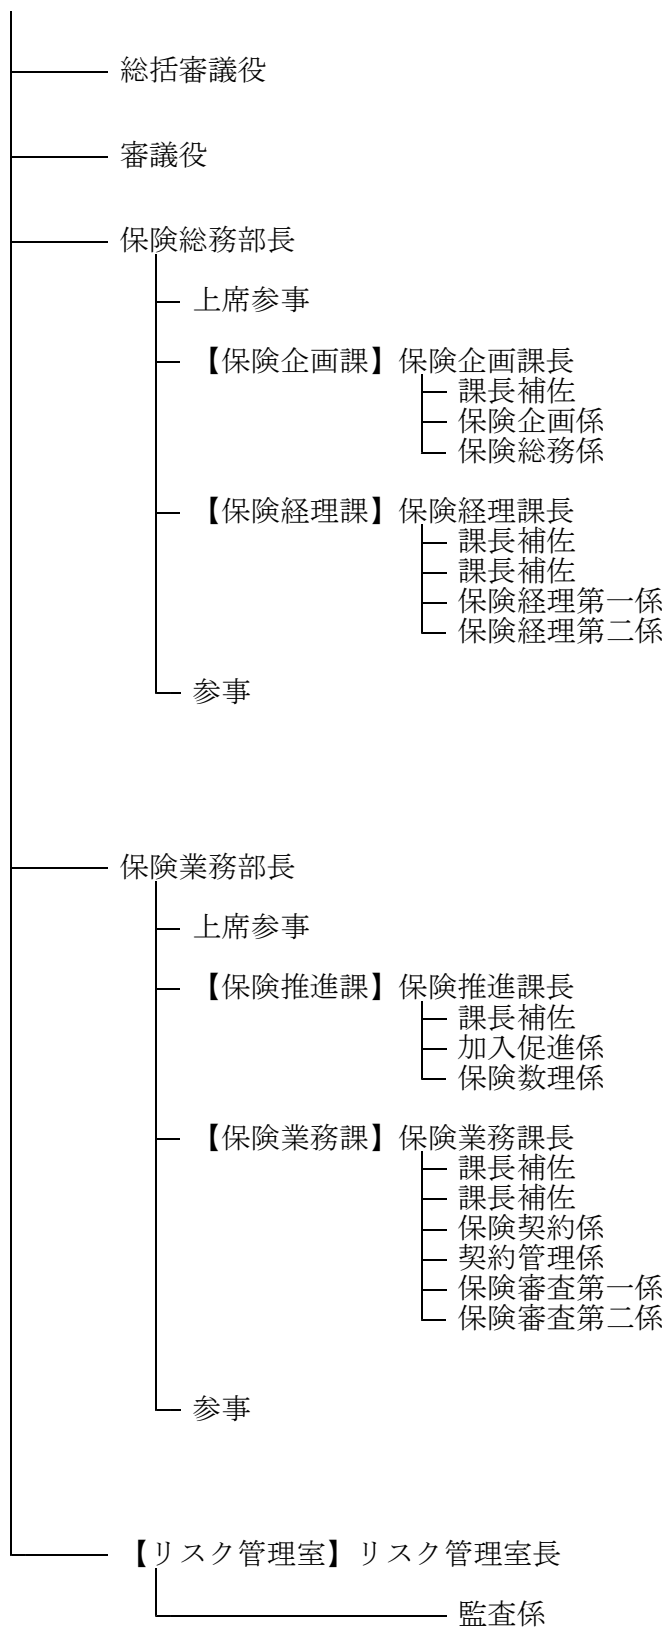 総括審議役
審議役
保険総務部長
上席参事
【保険企画課】保険企画課長
課長補佐
保険企画係
保険総務係
【保険経理課】保険経理課長
課長補佐
課長補佐
保険経理第一係
保険経理第二係
参事
保険業務部長
上席参事
【保険推進課】保険推進課長
課長補佐
加入促進係
保険数理係
【保険業務課】保険業務課長
課長補佐
課長補佐
保険契約係
契約管理係
保険審査第一係
保険審査第二係
参事
【リスク管理室】リスク管理室長
監査係